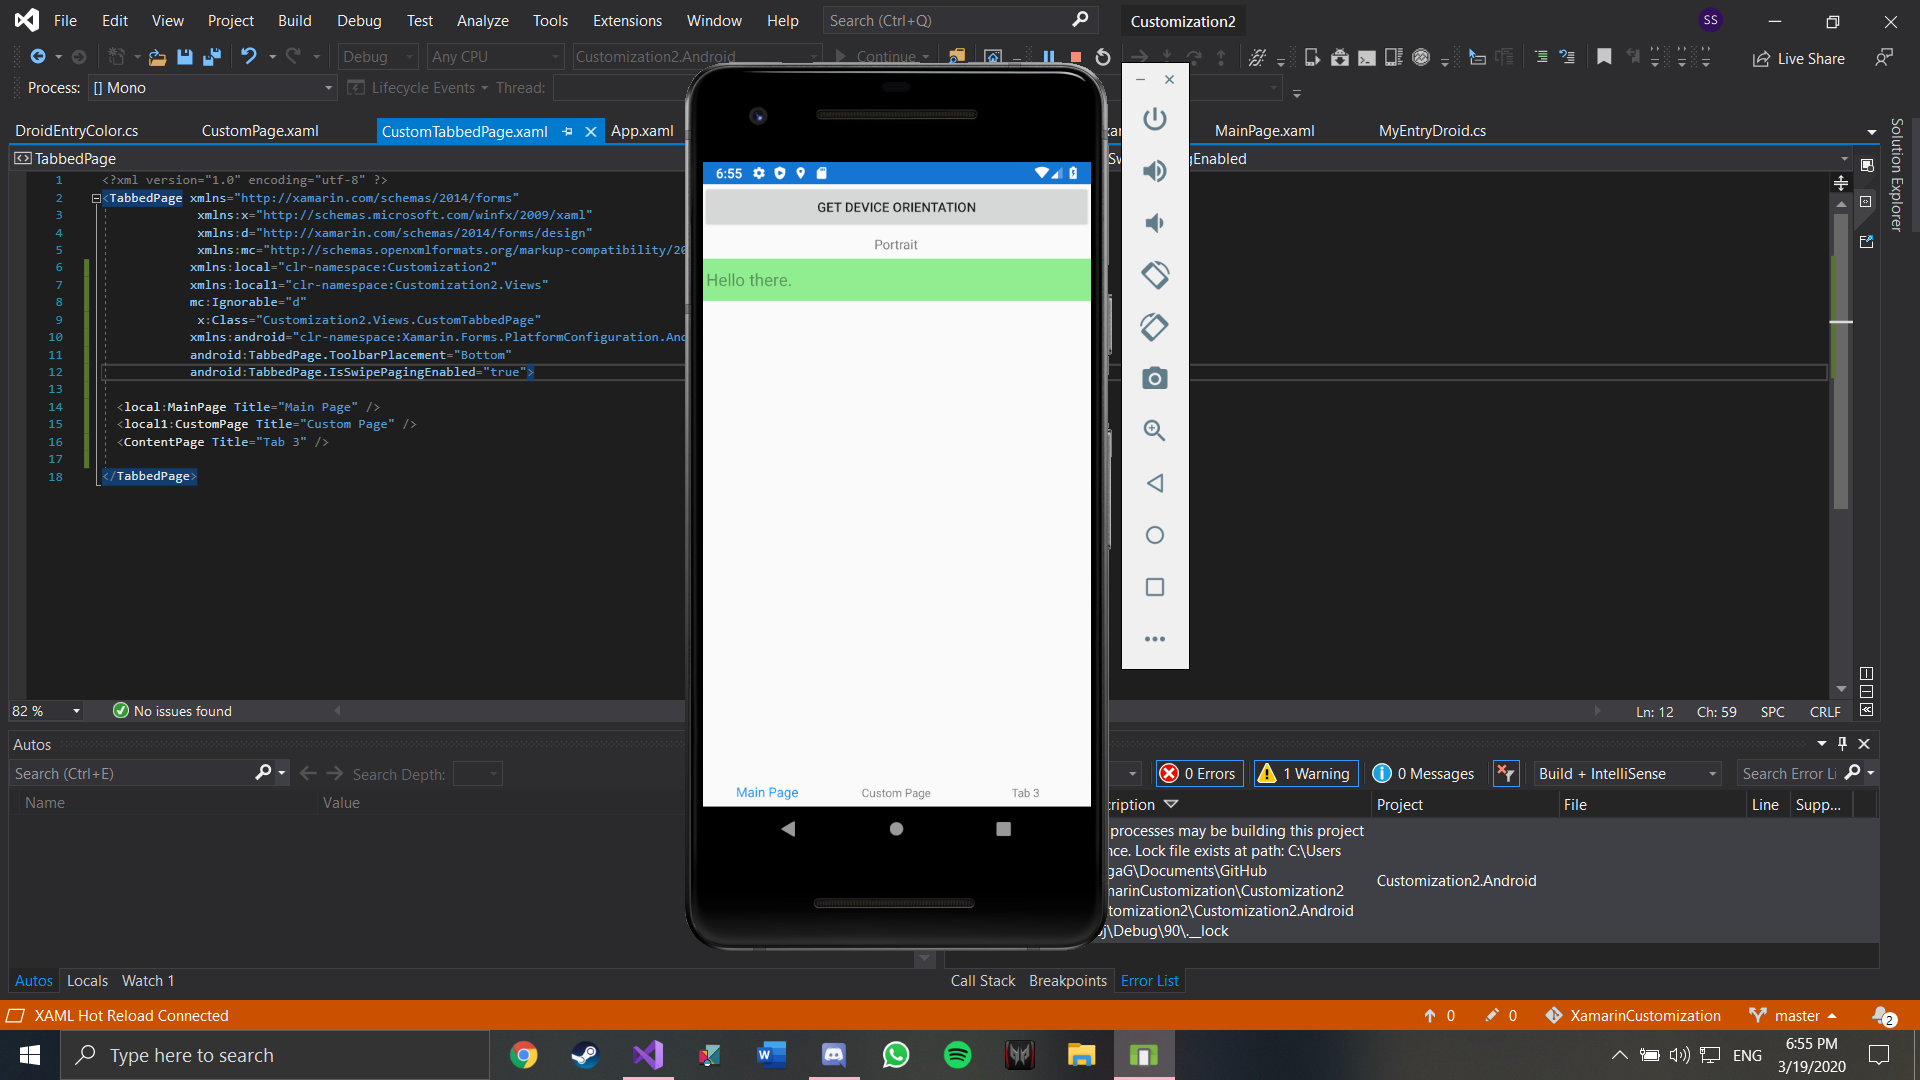 File Edit View Project Build Debug Test Analyze Tools Extensions Window Help Search (Ctrl+Q) Customization2 SS
Debug Any CPU Customization2.Android Continue Live Share
Process: [] Mono Lifecycle Events Thread:
DroidEntryColor.cs CustomPage.xaml CustomTabbedPage.xaml App.xaml MainPage.xaml MyEntryDroid.cs
TabbedPage
Solution Explorer
1 <?xml version="1.0" encoding="utf-8" ?>
2 <TabbedPage xmlns="http://xamarin.com/schemas/2014/forms"
3 xmlns:x="http://schemas.microsoft.com/winfx/2009/xaml"
4 xmlns:d="http://xamarin.com/schemas/2014/forms/design"
5 xmlns:mc="http://schemas.openxmlformats.org/markup-compatibility/20
6 xmlns:local="clr-namespace:Customization2"
7 xmlns:local1="clr-namespace:Customization2.Views"
8 mc:Ignorable="d"
9 x:Class="Customization2.Views.CustomTabbedPage"
10 xmlns:android="clr-namespace:Xamarin.Forms.PlatformConfiguration.And
11 android:TabbedPage.ToolbarPlacement="Bottom"
12 android:TabbedPage.IsSwipePagingEnabled="true">
13
14 <local:MainPage Title="Main Page" />
15 <local1:CustomPage Title="Custom Page" />
16 <ContentPage Title="Tab 3" />
17
18 </TabbedPage>
6:55
GET DEVICE ORIENTATION
Portrait
Hello there.
Main Page Custom Page Tab 3
82 % No issues found
Ln: 12 Ch: 59 SPC CRLF
Autos
Search (Ctrl+E) Search Depth:
Name Value
0 Errors 1 Warning 0 Messages Build + IntelliSense Search Error Li
cription Project File Line Supp...
processes may be building this project
nce. Lock file exists at path: C:\Users
gaG\Documents\GitHub
marinCustomization\Customization2
tomization2\Customization2.Android
j\Debug\90\.__lock
Customization2.Android
Autos Locals Watch 1
Call Stack Breakpoints Error List
XAML Hot Reload Connected
0 0 XamarinCustomization master 2
Type here to search
ENG
6:55 PM
3/19/2020